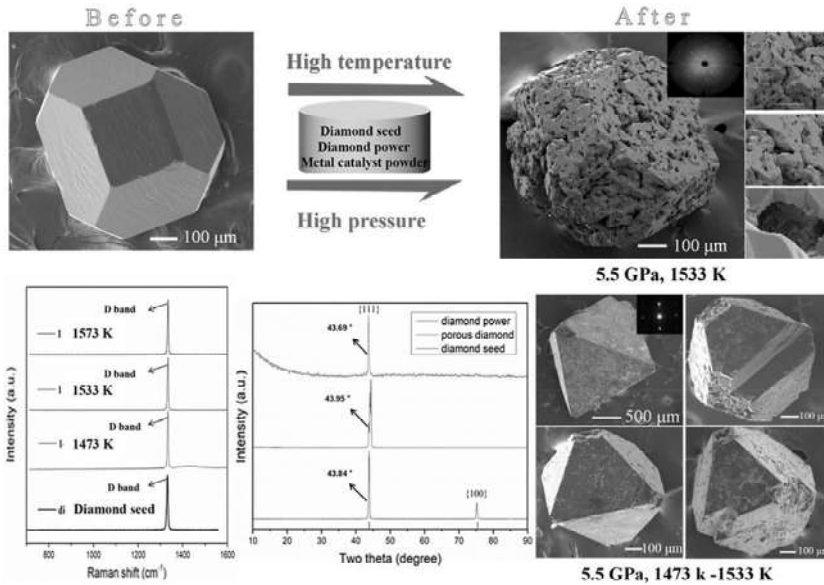 Before
After
High temperature
Diamond seed
Diamond power
Metal catalyst powder
High pressure
100 μm
100 μm
5.5 GPa, 1533 K
D band
1573 K
D band
1533 K
D band
1473 K
D band
di Diamond seed
Intensity (a.u.)
800 1000 1200 1400 1600
Raman shift (cm⁻¹)
{111}
43.69 °
diamond power
porous diamond
diamond seed
43.95 °
43.84 °
{100}
Intensity (a.u.)
10 20 30 40 50 60 70 80 90
Two theta (degree)
500 μm
100 μm
100 μm
100 μm
5.5 GPa, 1473 k -1533 K